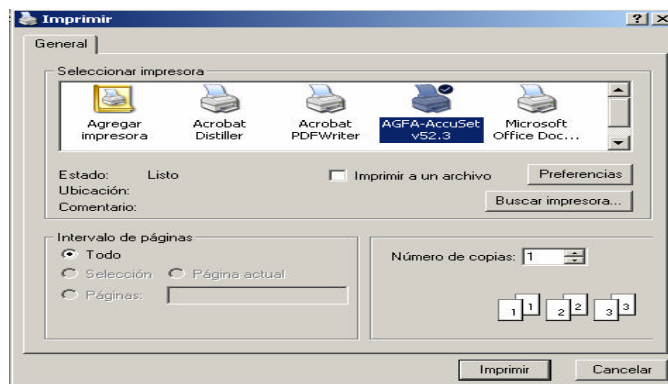 Imprimir
General
Seleccionar impresora
Agregar impresora
Acrobat Distiller
Acrobat PDFWriter
AGFA-AccuSet v52.3
Microsoft Office Doc...
Estado: Listo
Imprimir a un archivo
Preferencias
Ubicación:
Comentario:
Buscar impresora...
Intervalo de páginas
Todo
Selección
Página actual
Páginas:
Número de copias: 1
1 1 2 2 3 3
Imprimir
Cancelar